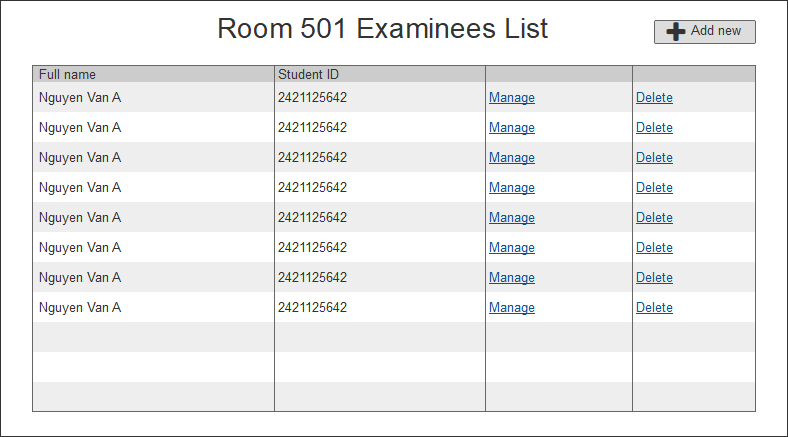 Room 501 Examinees List
Add new
Full name Student ID
Nguyen Van A 2421125642 Manage Delete
Nguyen Van A 2421125642 Manage Delete
Nguyen Van A 2421125642 Manage Delete
Nguyen Van A 2421125642 Manage Delete
Nguyen Van A 2421125642 Manage Delete
Nguyen Van A 2421125642 Manage Delete
Nguyen Van A 2421125642 Manage Delete
Nguyen Van A 2421125642 Manage Delete